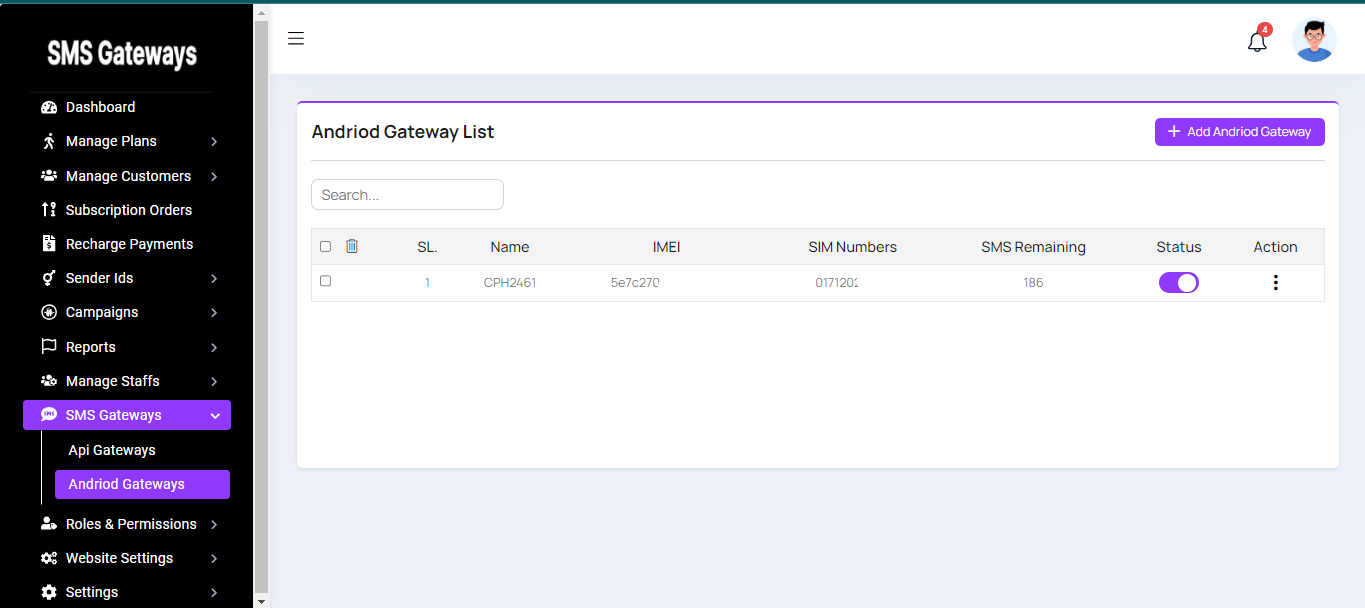 SMS Gateways
4
Dashboard
Manage Plans
Manage Customers
Subscription Orders
Recharge Payments
Sender Ids
Campaigns
Reports
Manage Staffs
SMS Gateways
Api Gateways
Andriod Gateways
Roles & Permissions
Website Settings
Settings
Andriod Gateway List
+ Add Andriod Gateway
Search...
SL. Name IMEI SIM Numbers SMS Remaining Status Action
1 CPH2461 5e7c270 017120 186